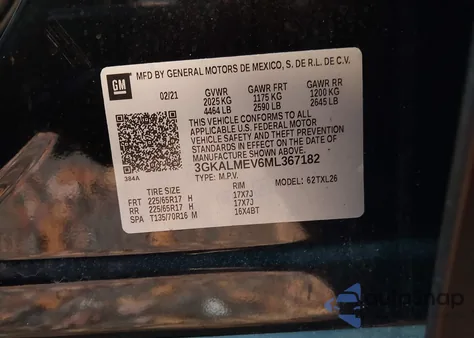 GM
MFD BY GENERAL MOTORS DE MEXICO, S. DE R.L. DE C.V.
02/21 GVWR GAWR FRT GAWR RR
2025 KG 1175 KG 1200 KG
4464 LB 2590 LB 2645 LB
THIS VEHICLE CONFORMS TO ALL
APPLICABLE U.S. FEDERAL MOTOR
VEHICLE SAFETY AND THEFT PREVENTION
STANDARDS IN EFFECT ON THE DATE OF
MANUFACTURE SHOWN ABOVE.
3GKALMEV6ML367182
384A TYPE: M.P.V. MODEL: 62TXL26
TIRE SIZE RIM
FRT 225/65R17 H 17X7J
RR 225/65R17 H 17X7J
SPA T135/70R16 M 16X4BT
autosnap